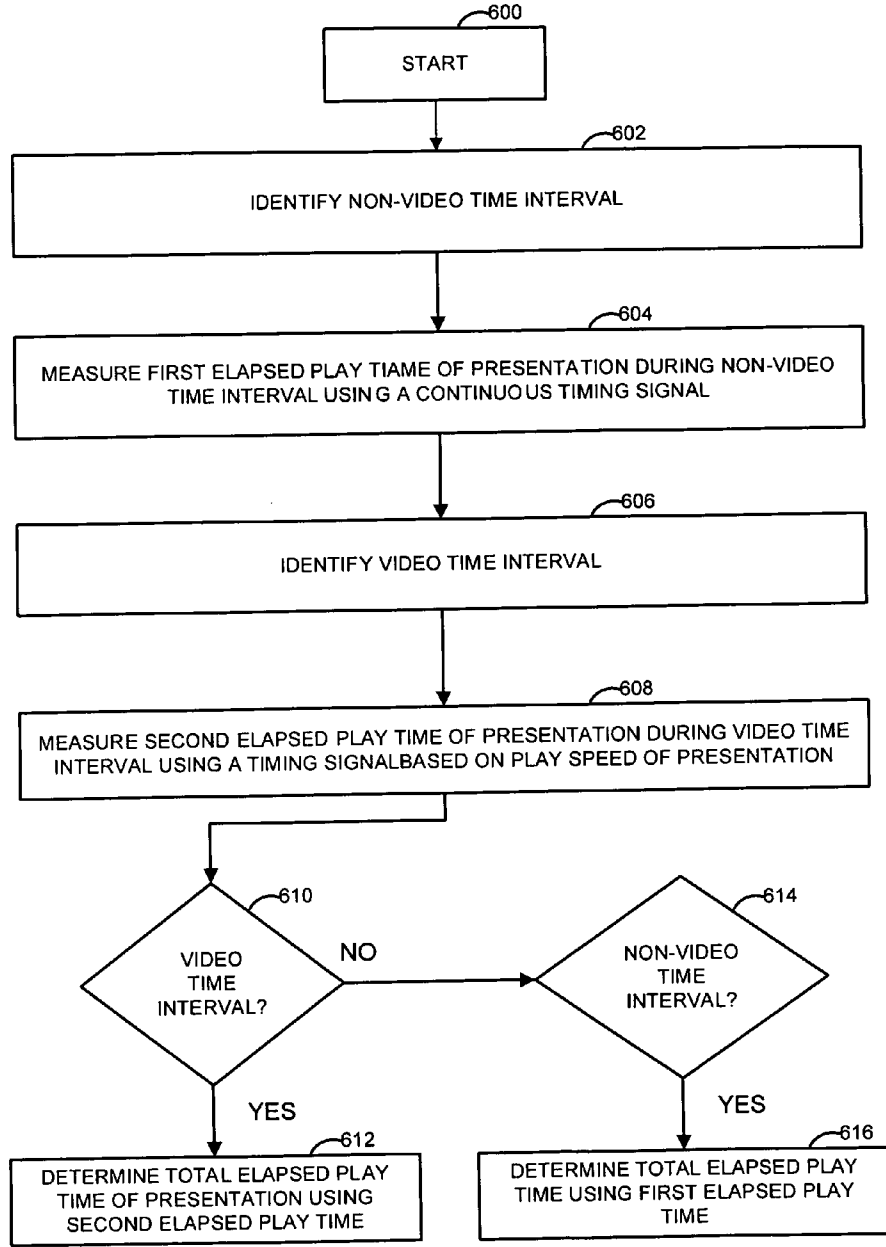 600
START
602
IDENTIFY NON-VIDEO TIME INTERVAL
604
MEASURE FIRST ELAPSED PLAY TIAME OF PRESENTATION DURING NON-VIDEO
TIME INTERVAL USING A CONTINUOUS TIMING SIGNAL
606
IDENTIFY VIDEO TIME INTERVAL
608
MEASURE SECOND ELAPSED PLAY TIME OF PRESENTATION DURING VIDEO TIME
INTERVAL USING A TIMING SIGNALBASED ON PLAY SPEED OF PRESENTATION
610
VIDEO
TIME
INTERVAL?
NO
614
NON-VIDEO
TIME
INTERVAL?
YES
612
DETERMINE TOTAL ELAPSED PLAY
TIME OF PRESENTATION USING
SECOND ELAPSED PLAY TIME
YES
616
DETERMINE TOTAL ELAPSED PLAY
TIME USING FIRST ELAPSED PLAY
TIME